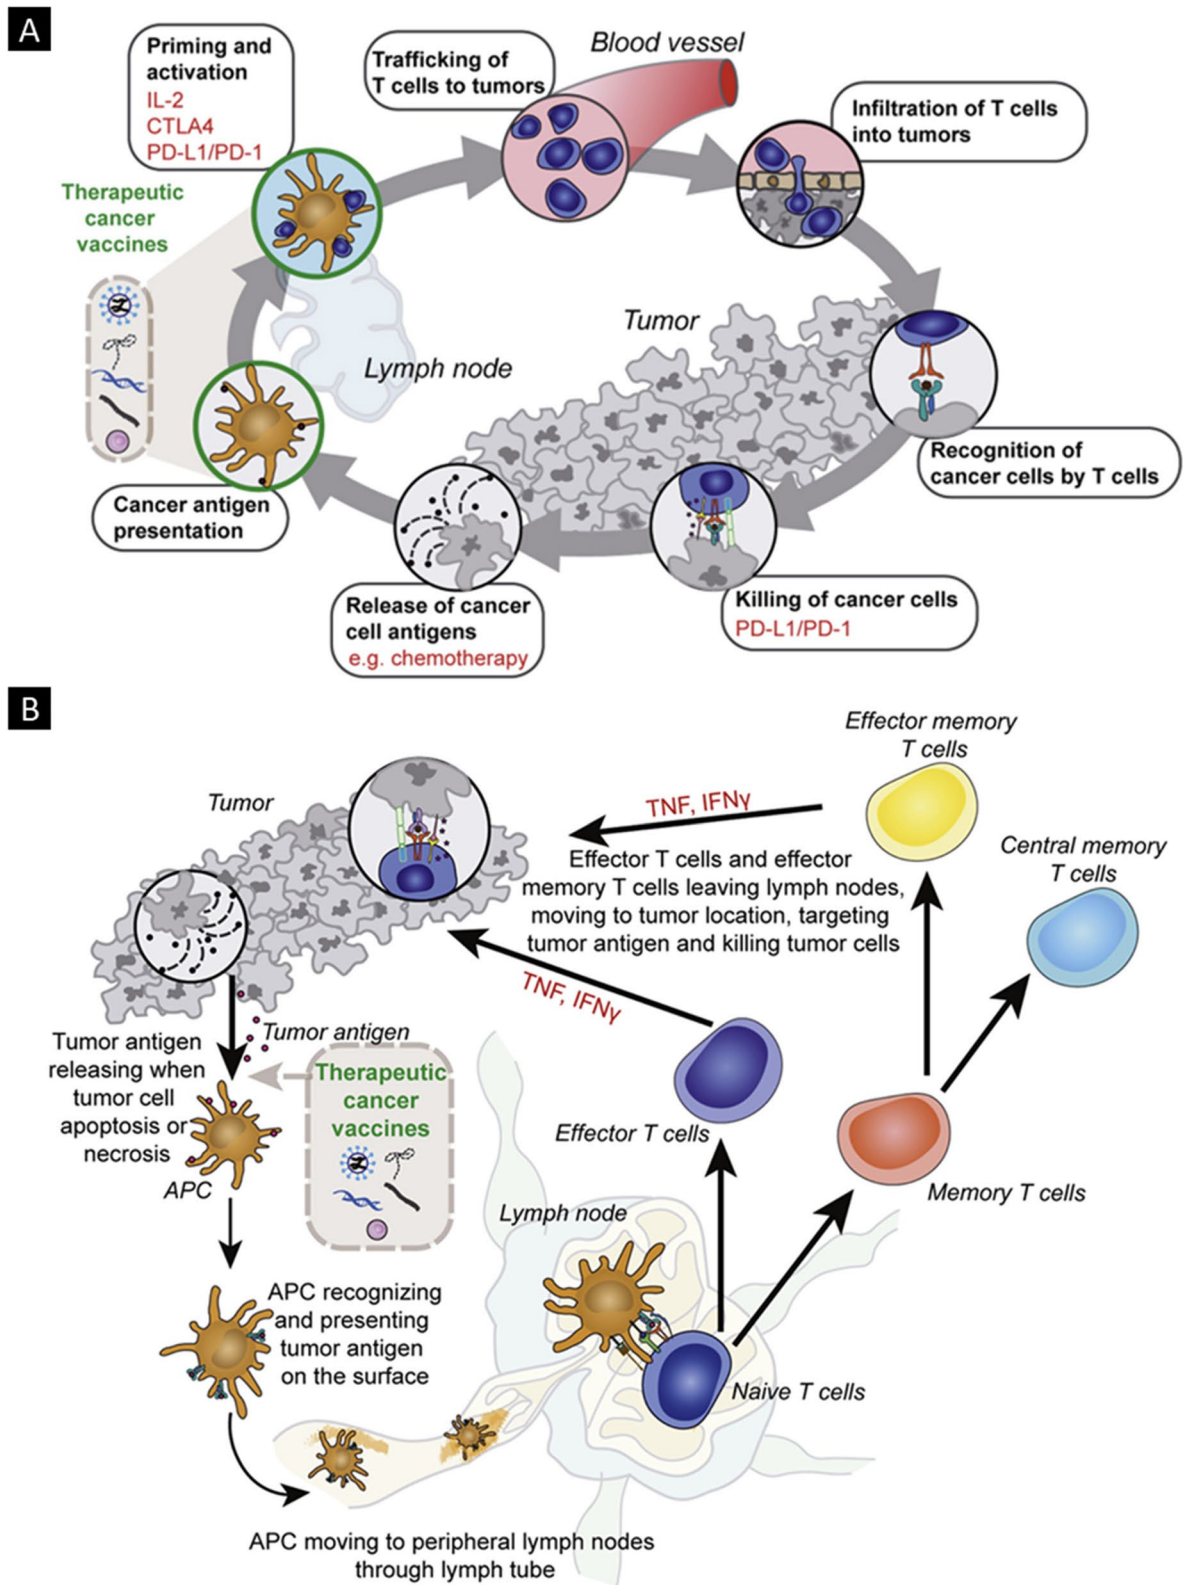 A
Priming and
activation
IL-2
CTLA4
PD-L1/PD-1
Trafficking of
T cells to tumors
Blood vessel
Infiltration of T cells
into tumors
Therapeutic
cancer
vaccines
Tumor
Lymph node
Recognition of
cancer cells by T cells
Cancer antigen
presentation
Release of cancer
cell antigens
e.g. chemotherapy
Killing of cancer cells
PD-L1/PD-1
B
Effector memory
T cells
Tumor
TNF, IFNγ
Central memory
T cells
Effector T cells and effector
memory T cells leaving lymph nodes,
moving to tumor location, targeting
tumor antigen and killing tumor cells
TNF, IFNγ
Tumor antigen
Tumor antigen
releasing when
tumor cell
apoptosis or
necrosis
Therapeutic
cancer
vaccines
APC
Effector T cells
Memory T cells
Lymph node
APC recognizing
and presenting
tumor antigen
on the surface
Naive T cells
APC moving to peripheral lymph nodes
through lymph tube